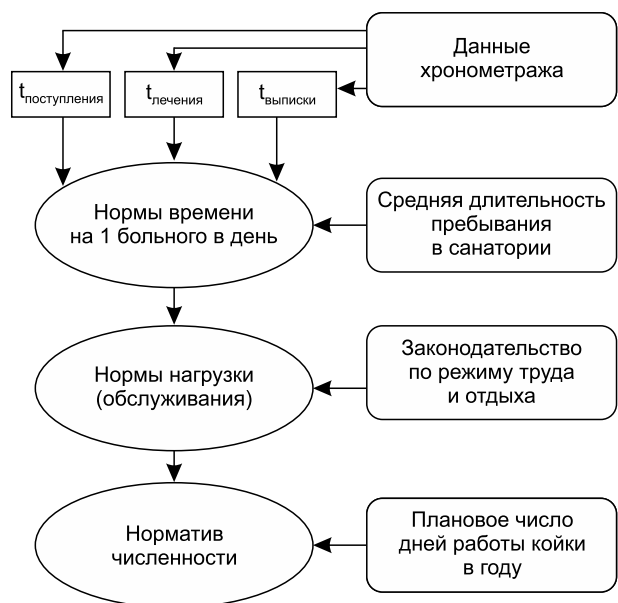 Данные
хронометража
tпоступления
tлечения
tвыписки
Нормы времени
на 1 больного в день
Средняя длительность
пребывания
в санатории
Нормы нагрузки
(обслуживания)
Законодательство
по режиму труда
и отдыха
Норматив
численности
Плановое число
дней работы койки
в году